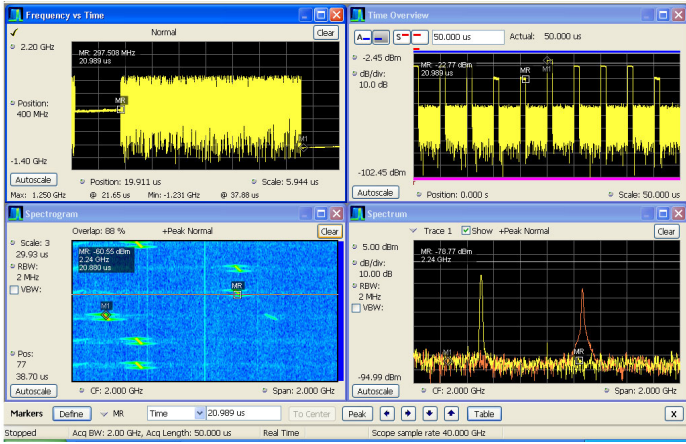 Frequency vs Time
Normal
Clear
2.20 GHz
MR: 297.508 MHz
20.989 us
MR
Position:
400 MHz
M1
-1.40 GHz
Autoscale
Position: 19.911 us
Scale: 5.944 us
Max: 1.250 GHz
@ 21.65 us
Min: -1.231 GHz
@ 37.88 us
Time Overview
A
S
50.000 us
Actual: 50.000 us
-2.45 dBm
MR: -22.77 dBm
20.989 us
MR
M1
dB/div:
10.0 dB
-102.45 dBm
Autoscale
Position: 0.000 s
Scale: 50.000 us
Spectrogram
Overlap: 88 %
+Peak Normal
Clear
Scale: 3
29.93 us
RBW:
2 MHz
VBW:
MR: -60.55 dBm
2.24 GHz
20.880 us
MR
M1
Pos:
77
38.70 us
Autoscale
CF: 2.000 GHz
Span: 2.000 GHz
Spectrum
Trace 1
Show
+Peak Normal
Clear
5.00 dBm
MR: -78.77 dBm
2.24 GHz
dB/div:
10.00 dB
RBW:
2 MHz
VBW:
M1
MR
-94.99 dBm
Autoscale
CF: 2.000 GHz
Span: 2.000 GHz
Markers
Define
MR
Time
20.989 us
To Center
Peak
Table
X
Stopped
Acq BW: 2.00 GHz, Acq Length: 50.000 us
Real Time
Scope sample rate 40.000 GHz